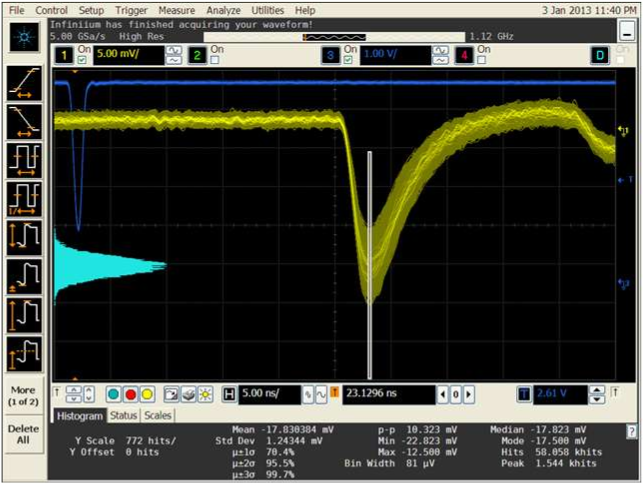 File Control Setup Trigger Measure Analyze Utilities Help 3 Jan 2013 11:40 PM
Infiniium has finished acquiring your waveform!
5.00 GSa/s High Res 1.12 GHz
1 On 5.00 mV/ 2 On 3 On 1.00 V/ 4 On D On
T
More
(1 of 2)
Delete
All
H 5.00 ns/ T 23.1296 ns 0 T 2.61 V
Histogram Status Scales
?
Mean -17.830384 mV p-p 10.323 mV Median -17.823 mV
Y Scale 772 hits/ Std Dev 1.24344 mV Min -22.823 mV Mode -17.500 mV
Y Offset 0 hits μ±1σ 70.4% Max -12.500 mV Hits 58.058 khits
μ±2σ 95.5% Bin Width 81 μV Peak 1.544 khits
μ±3σ 99.7%